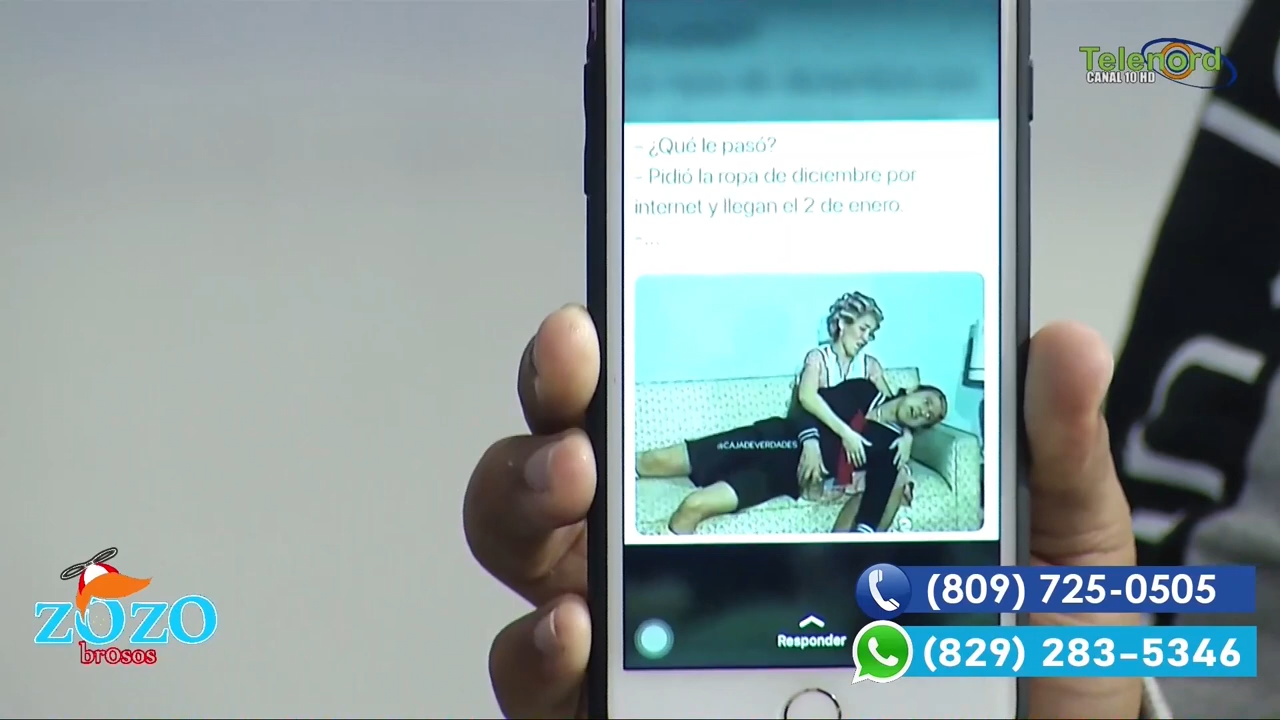 Telenord
CANAL 10 HD
- ¿Qué le pasó?
- Pidió la ropa de diciembre por
internet y llegan el 2 de enero.
-...
@CAJADEVERDADES
Responder
(809) 725-0505
(829) 283-5346
ZOZO
brosos